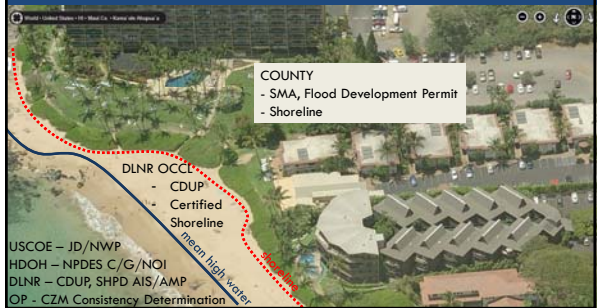 World • United States • HI • Maui Co. • Kama`ole Ahupua`a
N
COUNTY
- SMA, Flood Development Permit
- Shoreline
DLNR OCCL
- CDUP
- Certified
Shoreline
mean high water
shoreline
USCOE – JD/NWP
HDOH – NPDES C/G/NOI
DLNR – CDUP, SHPD AIS/AMP
OP - CZM Consistency Determination